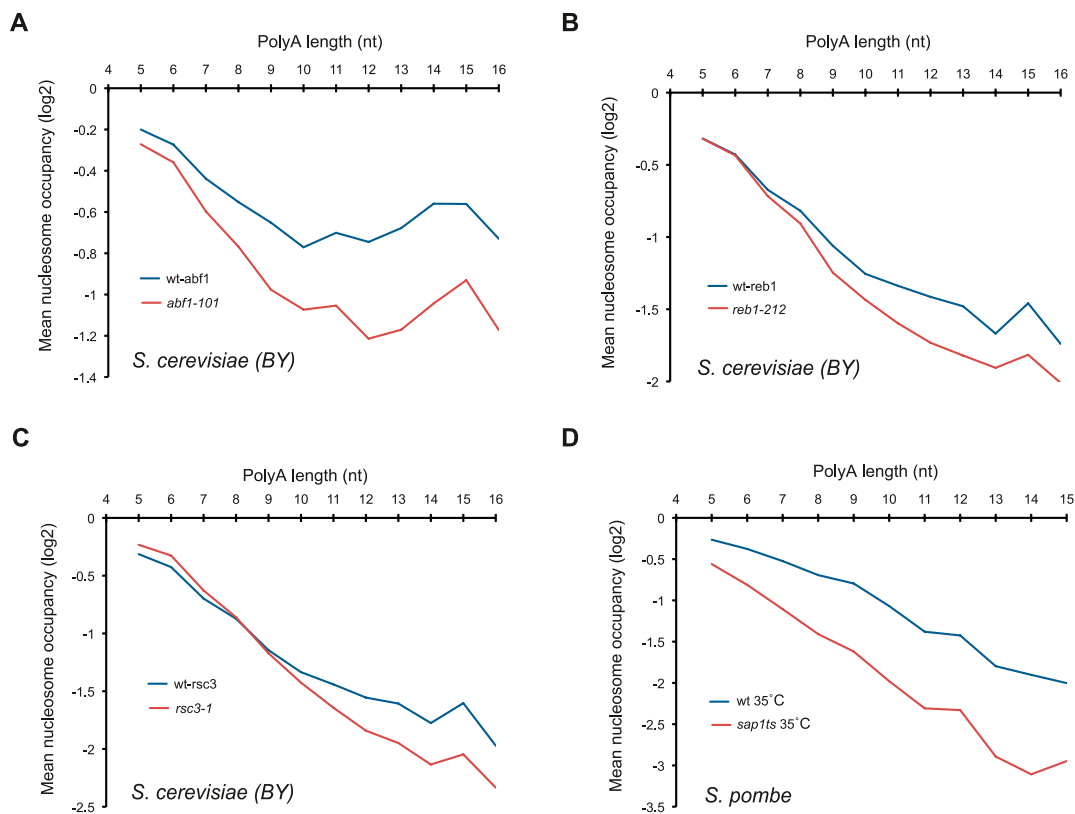 A
PolyA length (nt)
4 5 6 7 8 9 10 11 12 13 14 15 16
0
-0.2
-0.4
-0.6
-0.8
-1
-1.2
-1.4
Mean nucleosome occupancy (log2)
wt-abf1
abf1-101
S. cerevisiae (BY)
B
PolyA length (nt)
4 5 6 7 8 9 10 11 12 13 14 15 16
0
-0.5
-1
-1.5
-2
Mean nucleosome occupancy (log2)
wt-reb1
reb1-212
S. cerevisiae (BY)
C
PolyA length (nt)
4 5 6 7 8 9 10 11 12 13 14 15 16
0
-0.5
-1
-1.5
-2
-2.5
Mean nucleosome occupancy (log2)
wt-rsc3
rsc3-1
S. cerevisiae (BY)
D
PolyA length (nt)
4 5 6 7 8 9 10 11 12 13 14 15
0
-0.5
-1
-1.5
-2
-2.5
-3
-3.5
Mean nucleosome occupancy (log2)
wt 35˚C
sap1ts 35˚C
S. pombe